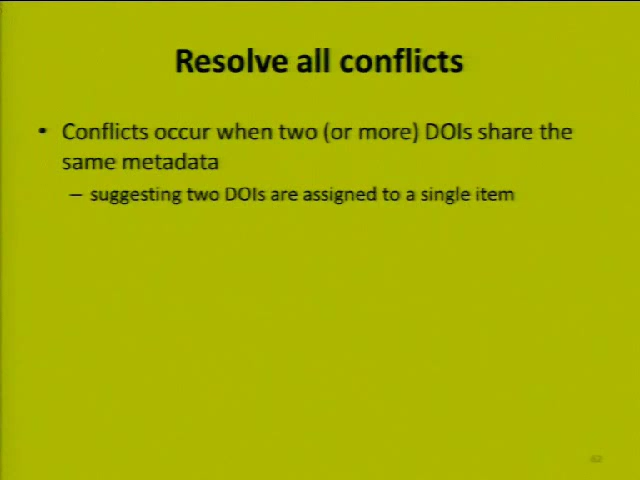 Resolve all conflicts
• Conflicts occur when two (or more) DOIs share the
same metadata
– suggesting two DOIs are assigned to a single item